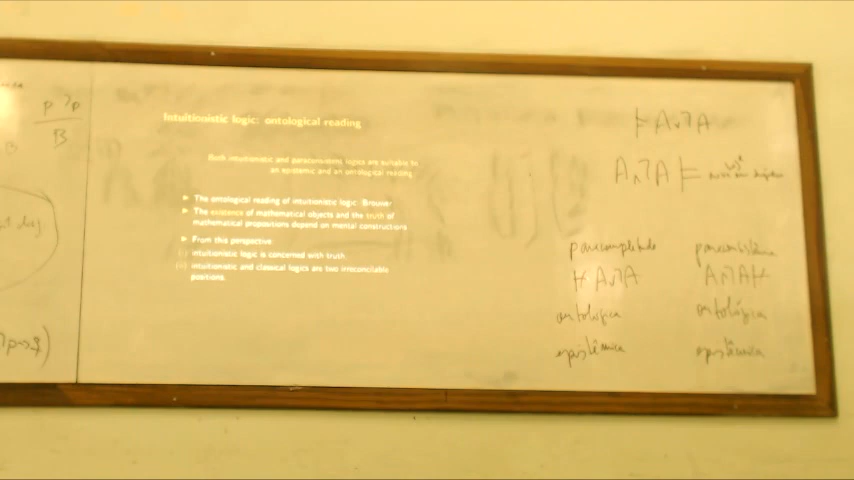 p ¬p
B
B
Intuitionistic logic: ontological reading
Both intuitionistic and paraconsistent logics are suitable to
an epistemic and an ontological reading
▶ The ontological reading of intuitionistic logic: Brouwer
▶ The existence of mathematical objects and the truth of
mathematical propositions depend on mental constructions
▶ From this perspective:
(i) intuitionistic logic is concerned with truth
(ii) intuitionistic and classical logics are two irreconcilable
positions.
⊢ A∨¬A
A∧¬A ⊨
paracompletude
⊬ A∨¬A
ontológica
epistêmica
A∧¬A ⊬
ontológica
epistêmica